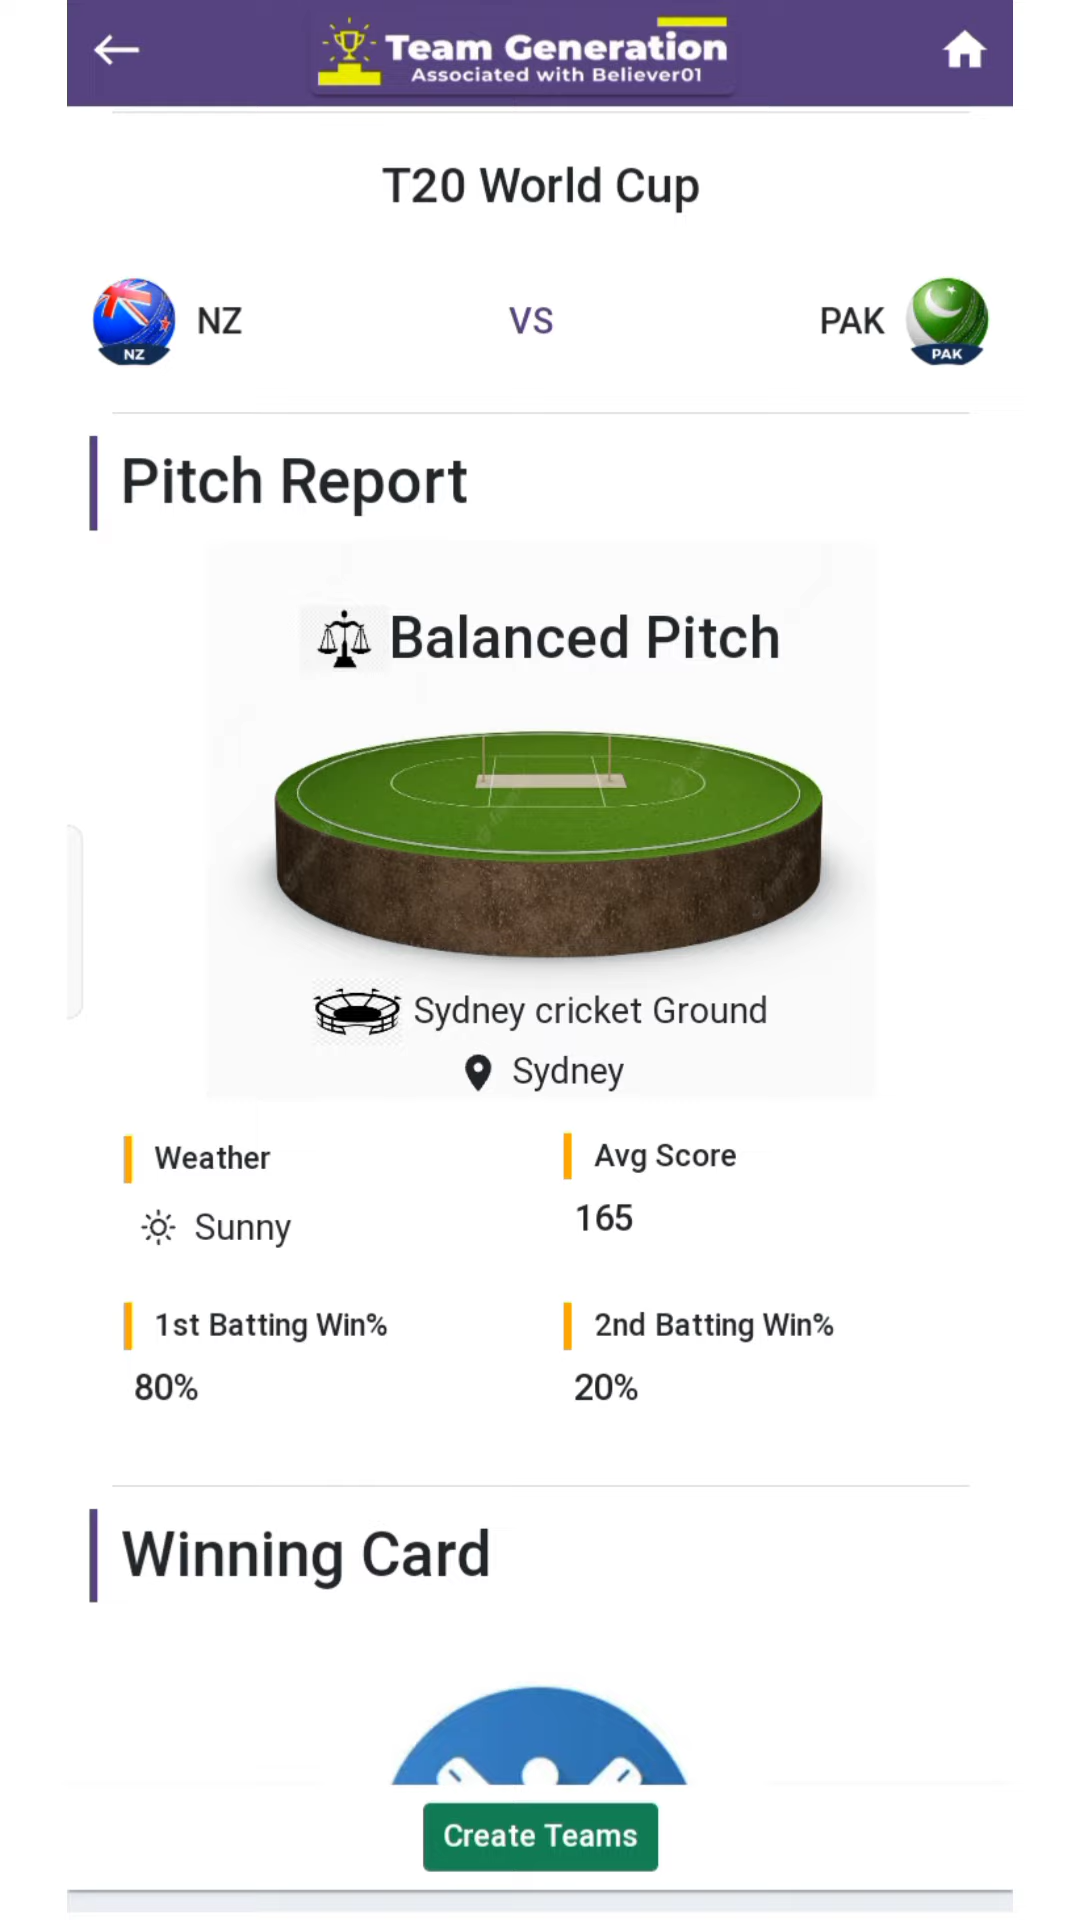 Team Generation
Associated with Believer01
T20 World Cup
NZ
NZ
VS
PAK
PAK
Pitch Report
Balanced Pitch
Sydney cricket Ground
Sydney
Weather
Avg Score
Sunny
165
1st Batting Win%
2nd Batting Win%
80%
20%
Winning Card
Create Teams